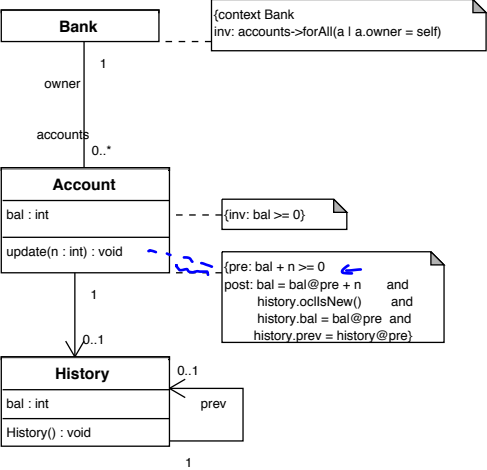 Bank
{context Bank
inv: accounts->forAll(a | a.owner = self)
1
owner
accounts
0..*
Account
bal : int
{inv: bal >= 0}
update(n : int) : void
{pre: bal + n >= 0
post: bal = bal@pre + n and
history.oclIsNew() and
history.bal = bal@pre and
history.prev = history@pre}
1
0..1
History
0..1
bal : int
prev
History() : void
1